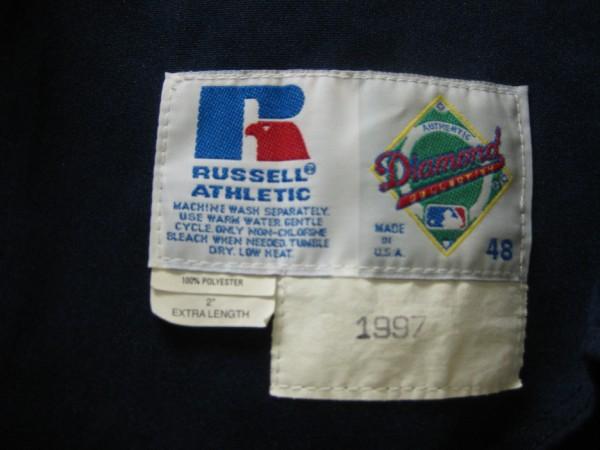 R
RUSSELL®
ATHLETIC
MACHINE WASH SEPARATELY.
USE WARM WATER, GENTLE
CYCLE. ONLY NON-CHLORINE
BLEACH WHEN NEEDED. TUMBLE
DRY. LOW HEAT.
AUTHENTIC
Diamond
COLLECTION
MADE
IN
U.S.A.
48
100% POLYESTER
2"
EXTRA LENGTH
1997